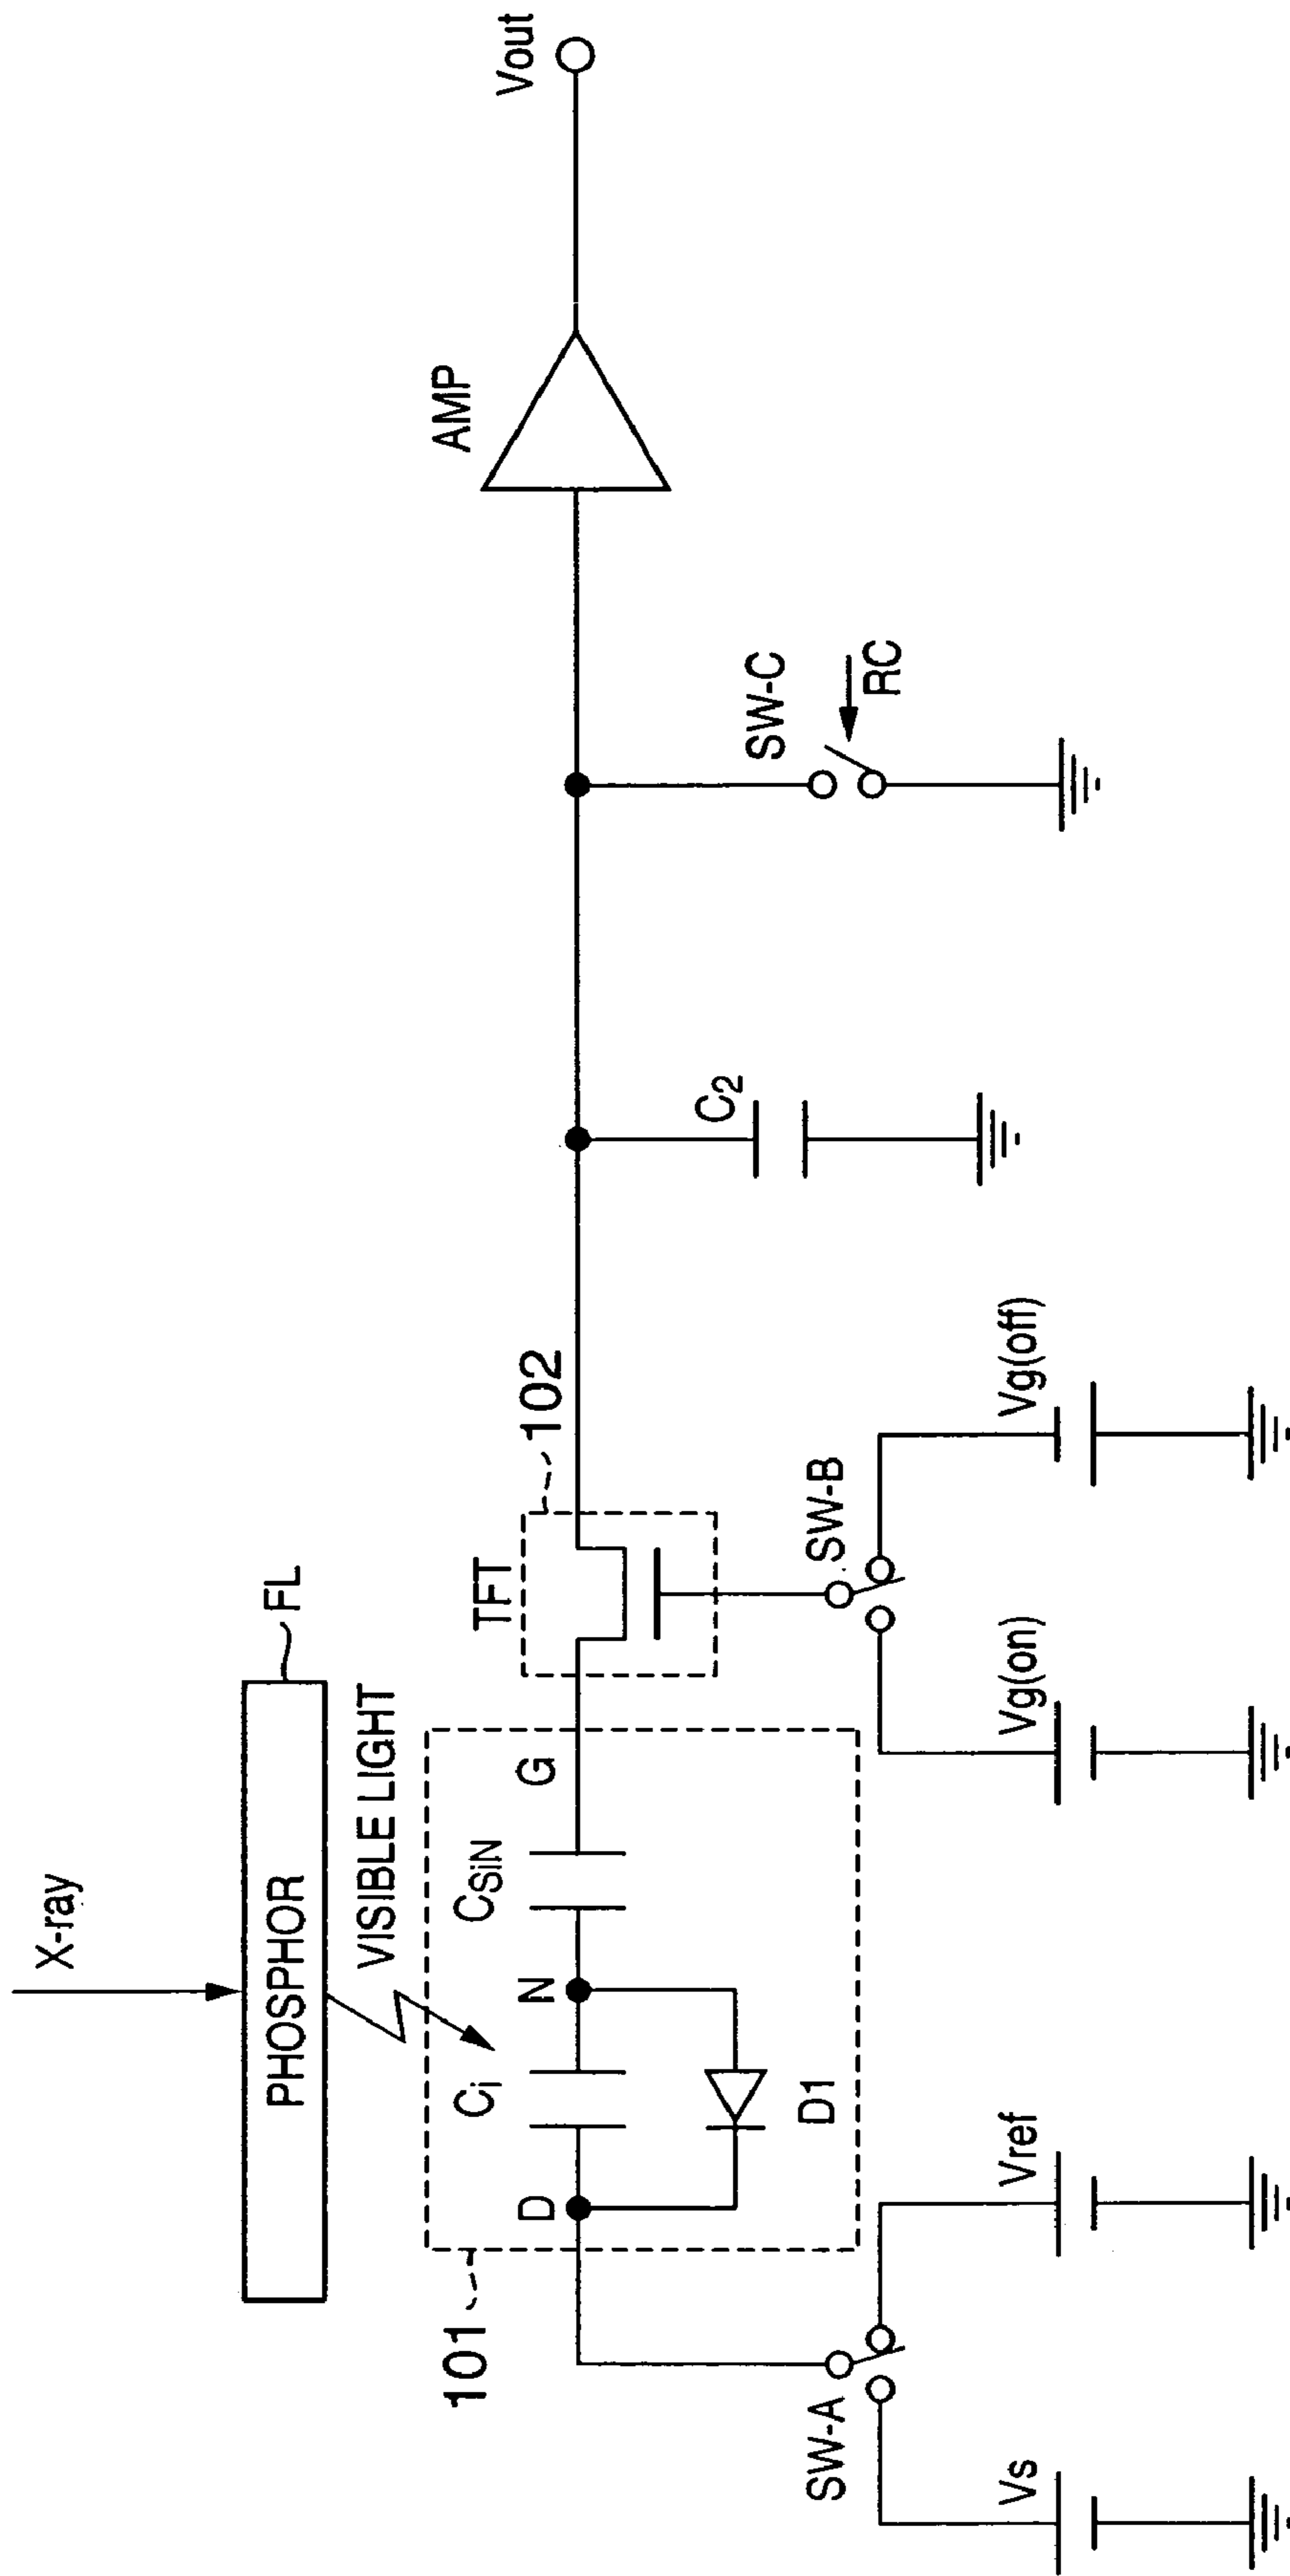 X-ray
PHOSPHOR
FL
VISIBLE LIGHT
101
D
Ci
N
CSiN
G
D1
TFT
102
C2
AMP
Vout
SW-C
RC
SW-A
Vs
Vref
SW-B
Vg(on)
Vg(off)